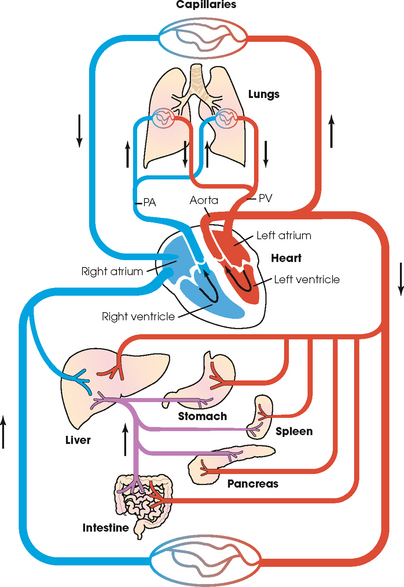 Capillaries
Lungs
PA
Aorta
PV
Left atrium
Heart
Right atrium
Left ventricle
Right ventricle
Liver
Stomach
Spleen
Pancreas
Intestine